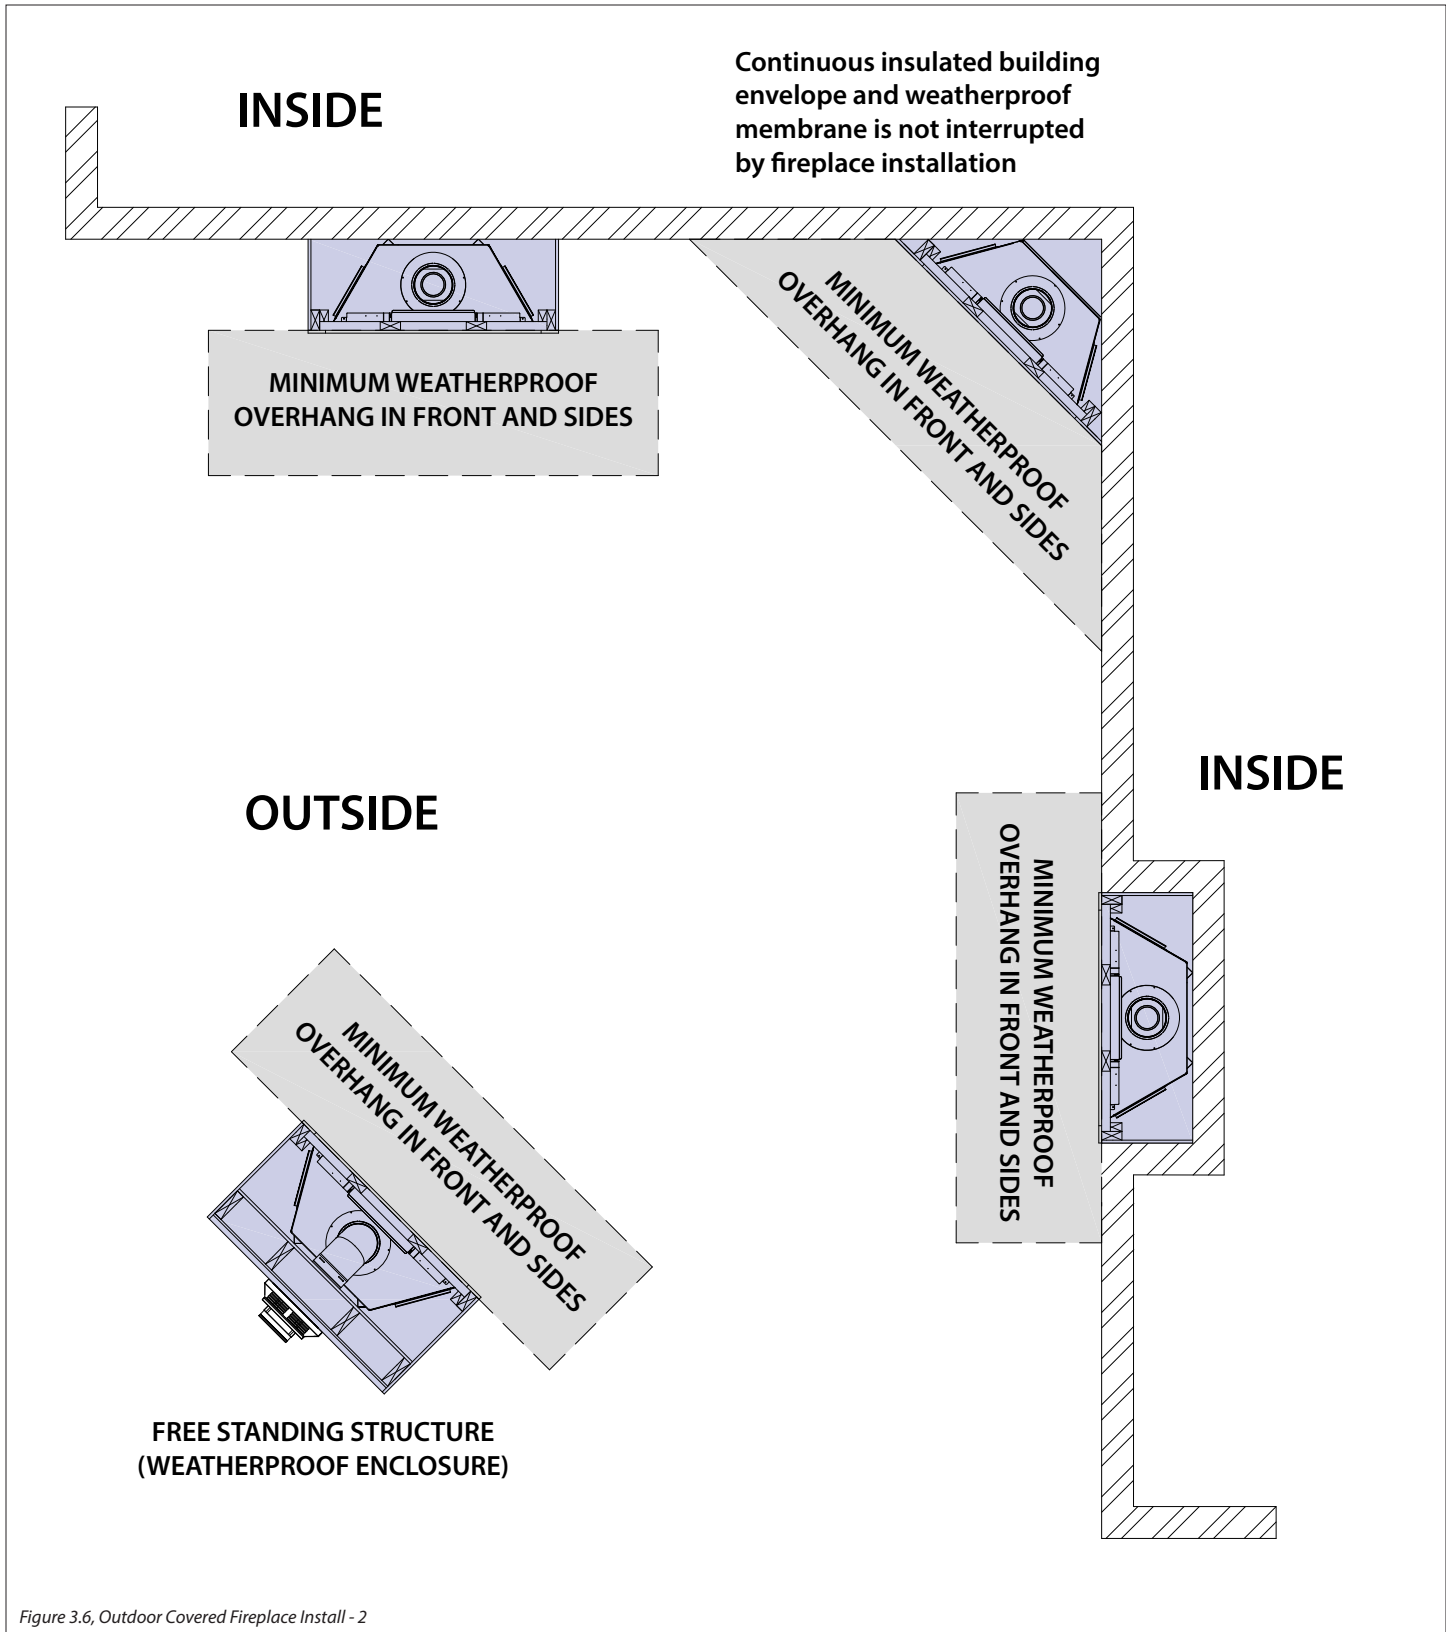 INSIDE
Continuous insulated building
envelope and weatherproof
membrane is not interrupted
by fireplace installation
MINIMUM WEATHERPROOF
OVERHANG IN FRONT AND SIDES
MINIMUM WEATHERPROOF
OVERHANG IN FRONT AND SIDES
INSIDE
OUTSIDE
MINIMUM WEATHERPROOF
OVERHANG IN FRONT AND SIDES
MINIMUM WEATHERPROOF
OVERHANG IN FRONT AND SIDES
FREE STANDING STRUCTURE
(WEATHERPROOF ENCLOSURE)
Figure 3.6, Outdoor Covered Fireplace Install - 2